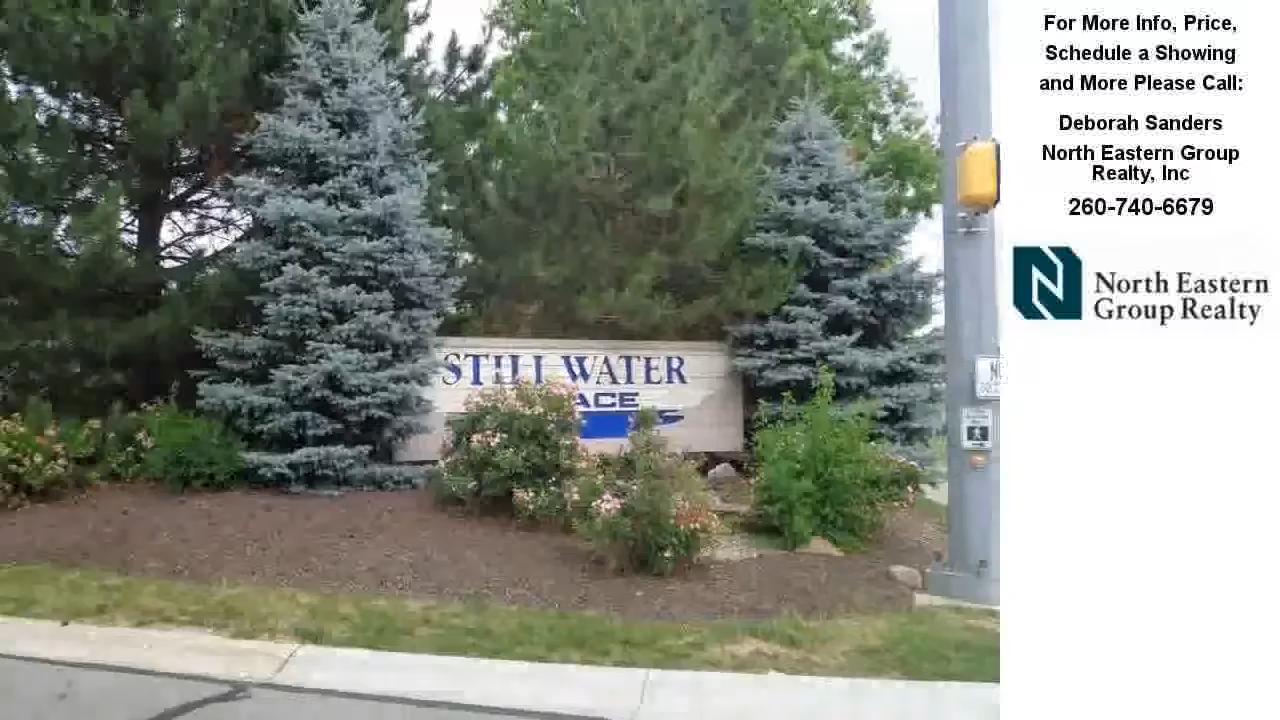 For More Info, Price,
Schedule a Showing
and More Please Call:
Deborah Sanders
North Eastern Group
Realty, Inc
260-740-6679
North Eastern
Group Realty
STILL WATER
ACE